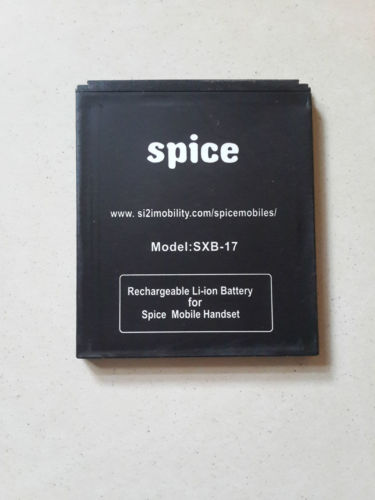 spice
www. si2imobility.com/spicemobiles/
Model:SXB-17
Rechargeable Li-ion Battery
for
Spice Mobile Handset